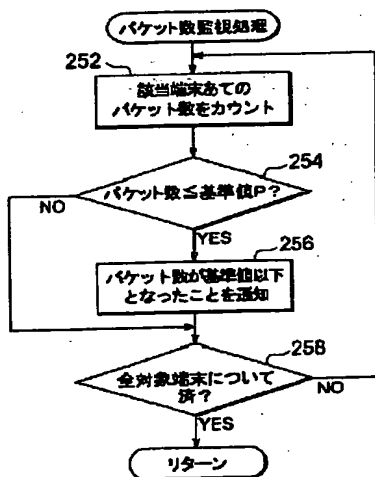 パケット数監視処理
252
該当端末あての
パケット数をカウント
254
パケット数≦基準値P?
NO
YES
256
パケット数が基準値以下
となったことを通知
258
全対象端末について
済?
NO
YES
リターン